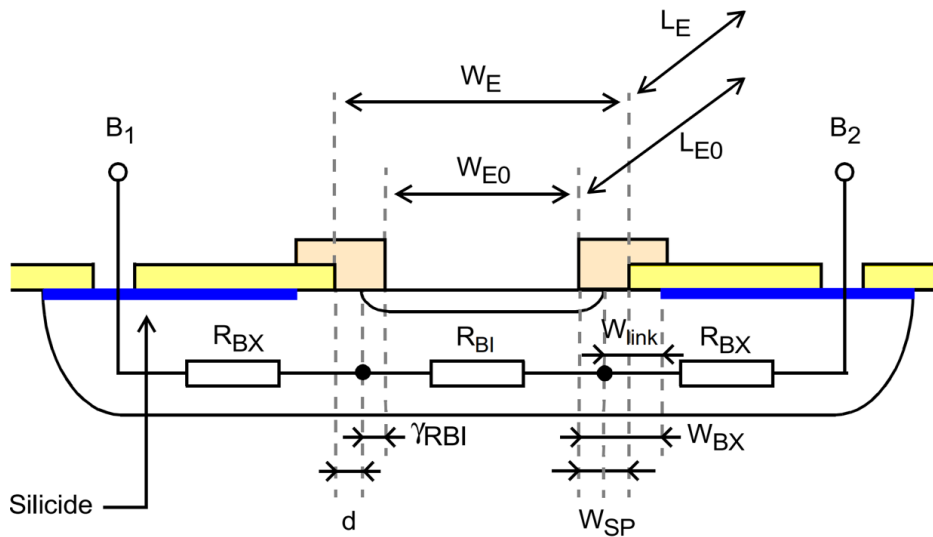 L_E
W_E
B_1
B_2
L_E0
W_E0
W_link
R_BX
R_BI
R_BX
γ_RBI
W_BX
Silicide
d
W_SP